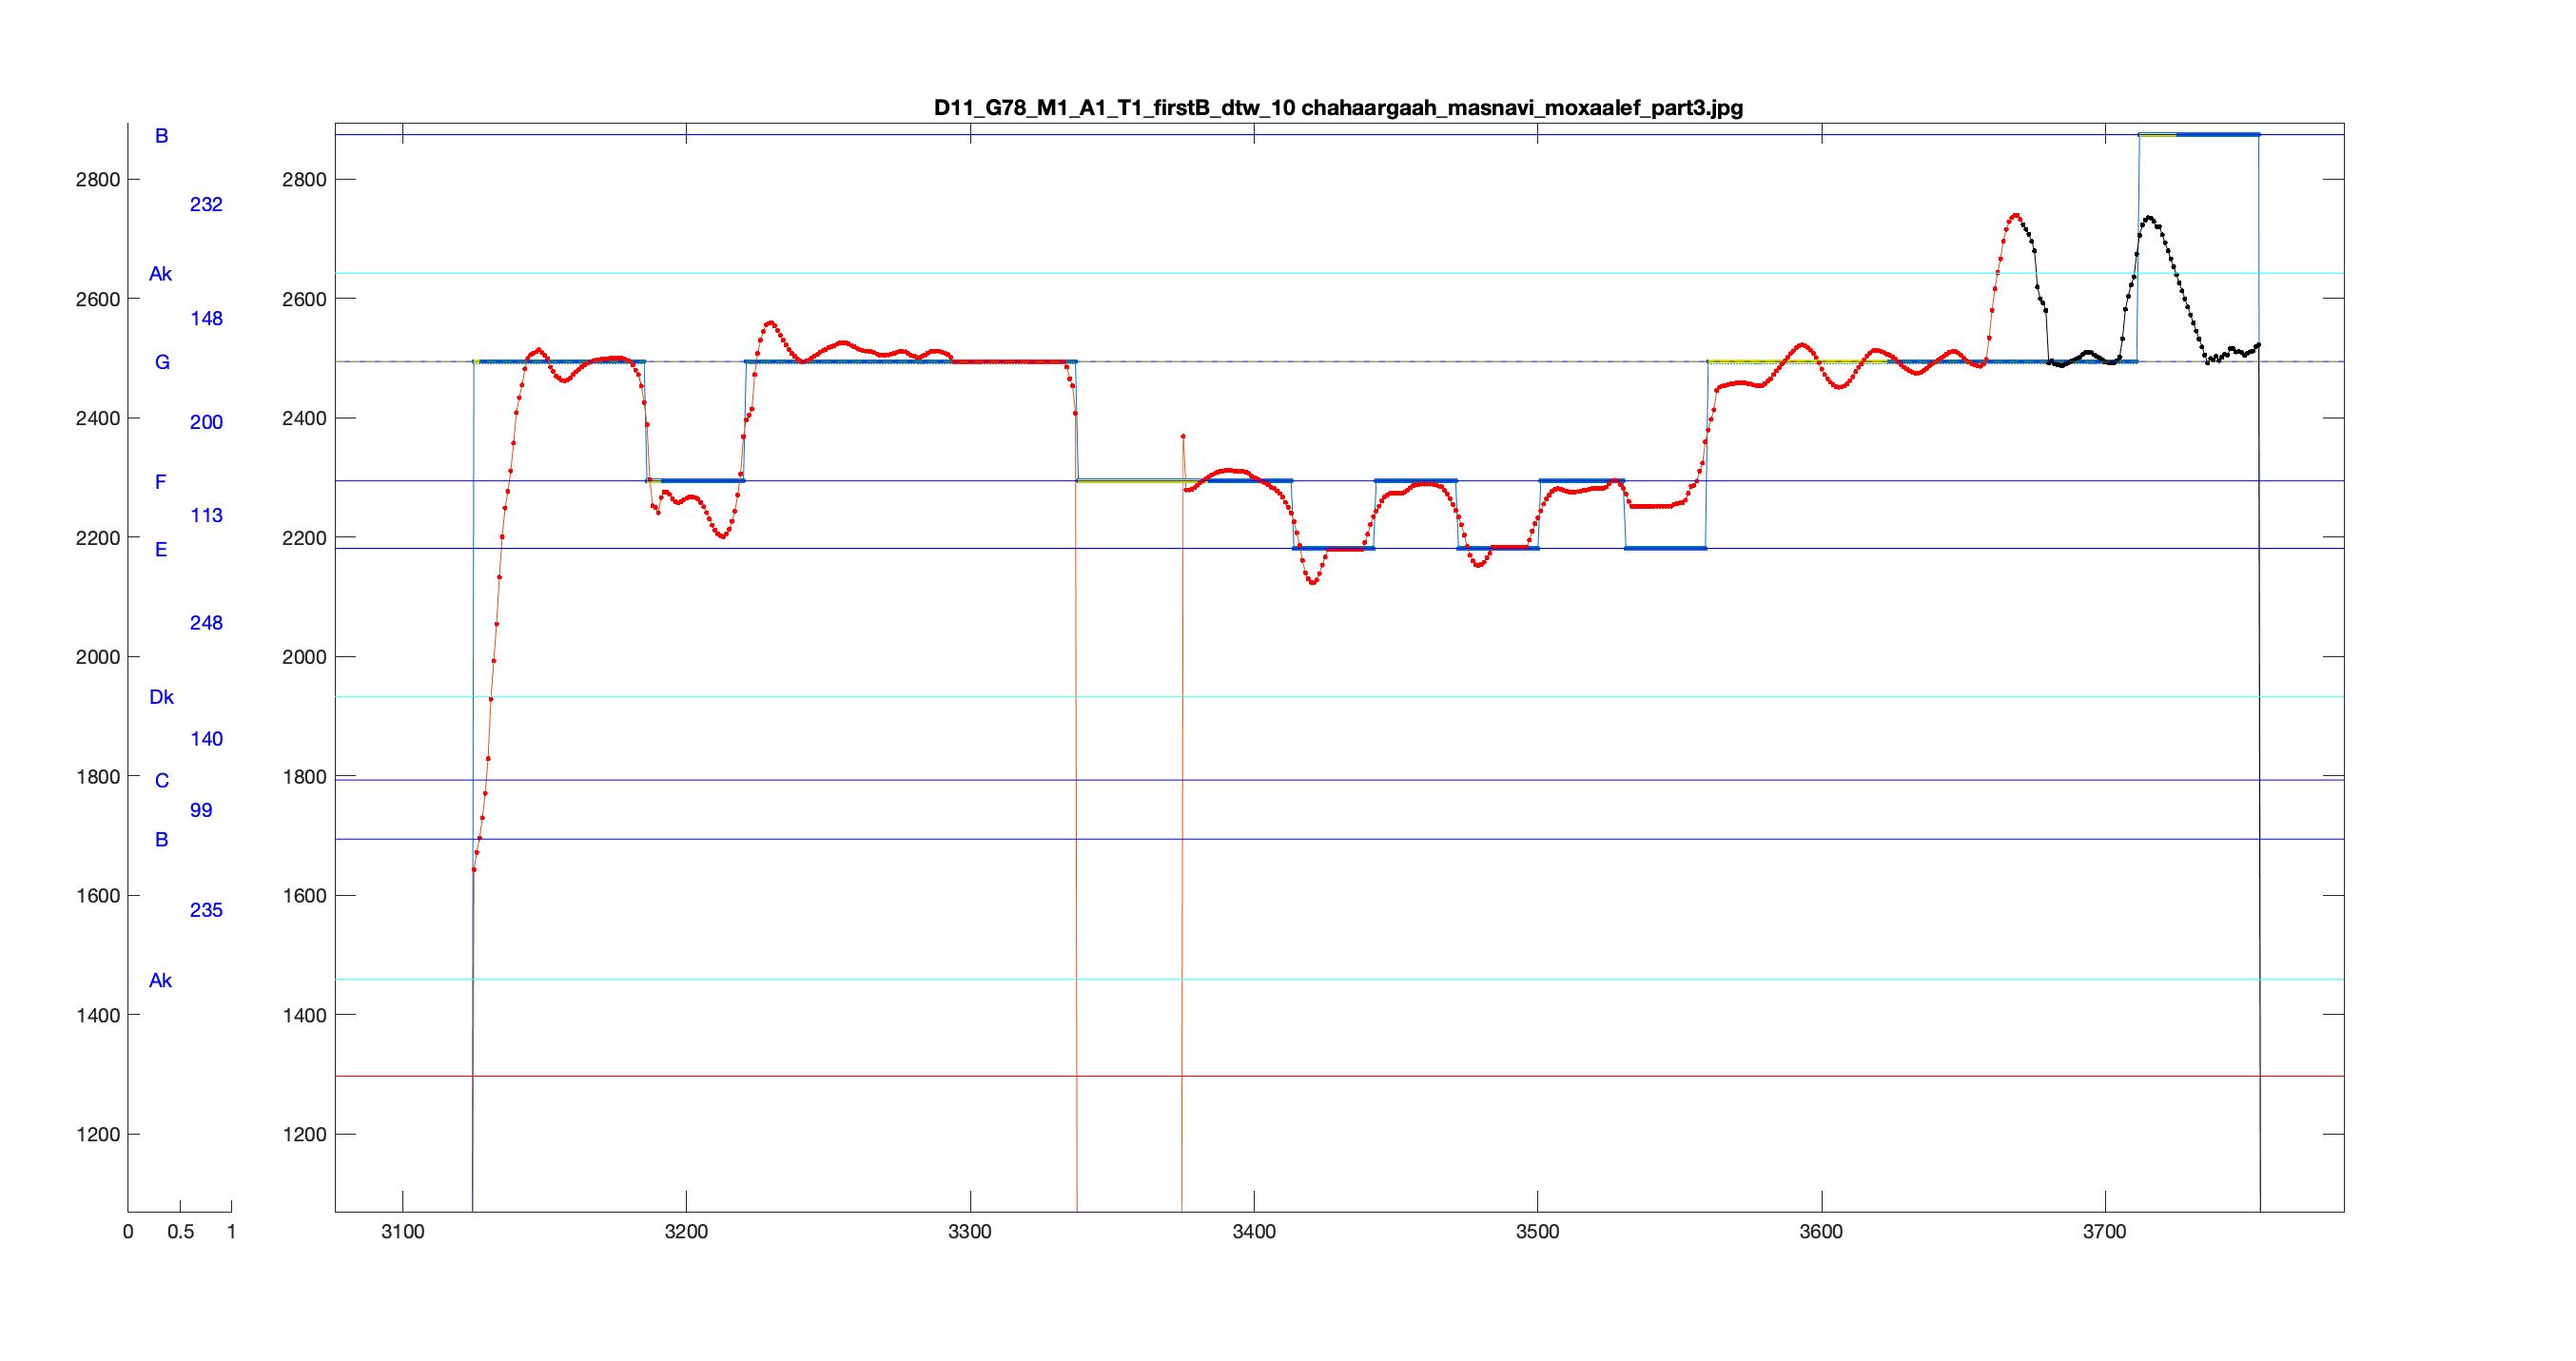 D11_G78_M1_A1_T1_firstB_dtw_10 chahaargaah_masnavi_moxaalef_part3.jpg
B
2800 2800
232
Ak
2600 2600
148
G
200
2400 2400
F
113
2200 2200
E
248
2000 2000
Dk
140
1800 C 1800
99
B
1600 1600
235
Ak
1400 1400
1200 1200
0 0.5 1 3100 3200 3300 3400 3500 3600 3700